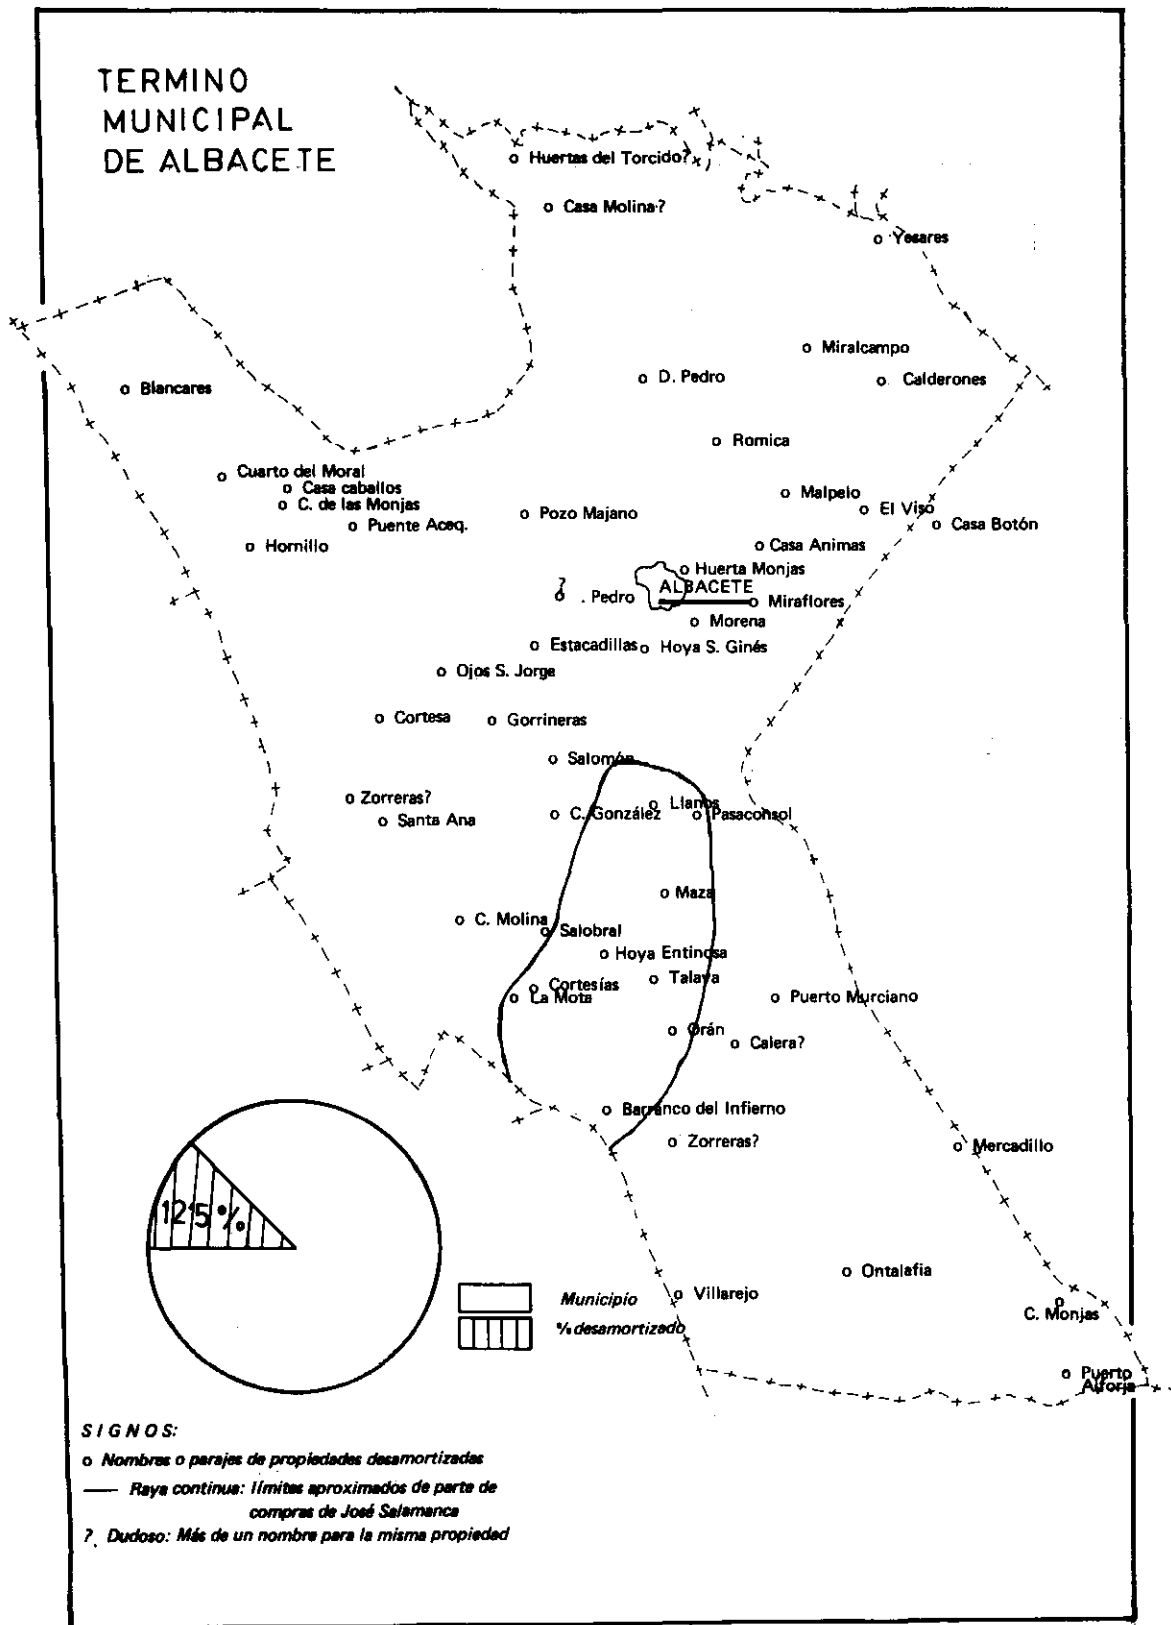 TERMINO
MUNICIPAL
DE ALBACETE
Huertas del Torcido?
Casa Molina?
Yesares
Miralcampo
D. Pedro
Calderones
Blancares
Romica
Cuarto del Moral
Casa caballos
C. de las Monjas
Puente Aceq.
Hornillo
Malpelo
El Viso
Casa Botón
Pozo Majano
Casa Animas
Huerta Monjas
ALBACETE
?
. Pedro
Miraflores
Morena
Estacadillas
Hoya S. Ginés
Ojos S. Jorge
Cortesa
Gorrineras
Salomón
Zorreras?
Santa Ana
Llanos
C. González
Pasaconsol
Maza
C. Molina
Salobral
Hoya Entinosa
Talaya
Cortesías
La Mota
Puerto Murciano
Orán
Calera?
Barranco del Infierno
Zorreras?
Mercadillo
12'5 %
Ontalafia
Villarejo
C. Monjas
Municipio
% desamortizado
Puerto
Alforja
SIGNOS:
o Nombres o parajes de propiedades desamortizadas
— Raya continua: límites aproximados de parte de
compras de José Salamanca
? Dudoso: Más de un nombre para la misma propiedad